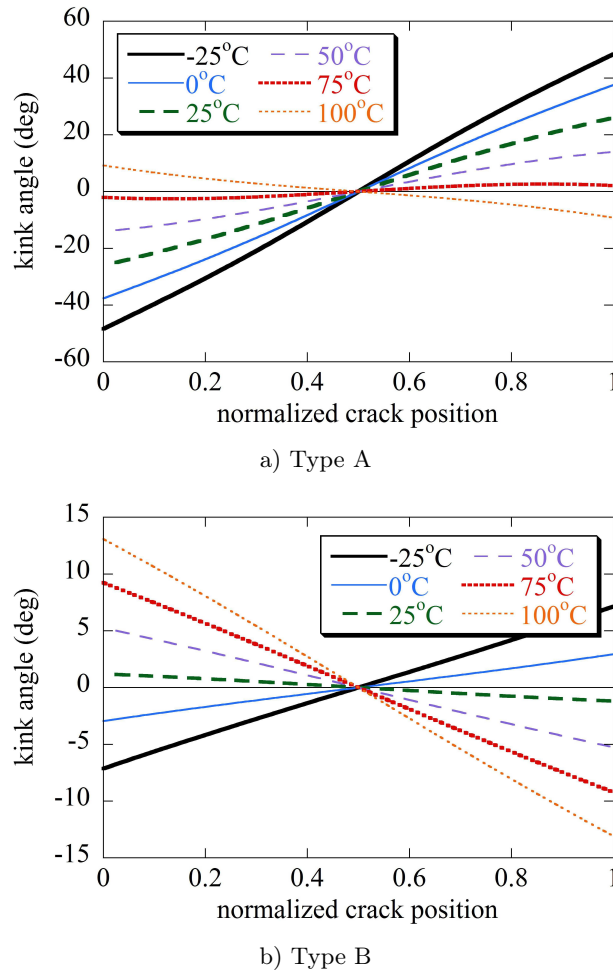 60
40
20
0
-20
-40
-60
kink angle (deg)
-25°C
50°C
0°C
75°C
25°C
100°C
0
0.2
0.4
0.6
0.8
1
normalized crack position
a) Type A
15
10
5
0
-5
-10
-15
kink angle (deg)
-25°C
50°C
0°C
75°C
25°C
100°C
0
0.2
0.4
0.6
0.8
1
normalized crack position
b) Type B